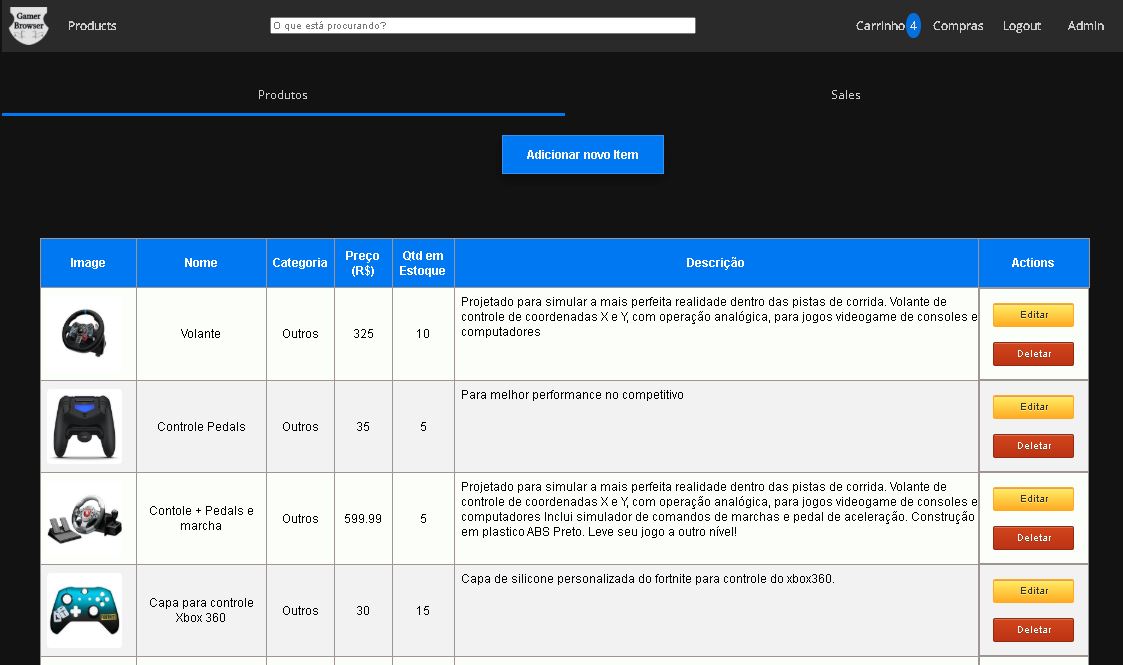 Gamer
Browser
Products
O que está procurando?
Carrinho 4
Compras
Logout
Admin
Produtos
Sales
Adicionar novo Item
Image
Nome
Categoria
Preço
(R$)
Qtd em
Estoque
Descrição
Actions
Volante
Outros
325
10
Projetado para simular a mais perfeita realidade dentro das pistas de corrida. Volante de
controle de coordenadas X e Y, com operação analógica, para jogos videogame de consoles e
computadores
Editar
Deletar
Controle Pedals
Outros
35
5
Para melhor performance no competitivo
Editar
Deletar
Contole + Pedals e
marcha
Outros
599.99
5
Projetado para simular a mais perfeita realidade dentro das pistas de corrida. Volante de
controle de coordenadas X e Y, com operação analógica, para jogos videogame de consoles e
computadores Inclui simulador de comandos de marchas e pedal de aceleração. Construção
em plastico ABS Preto. Leve seu jogo a outro nível!
Editar
Deletar
Capa para controle
Xbox 360
Outros
30
15
Capa de silicone personalizada do fortnite para controle do xbox360.
Editar
Deletar